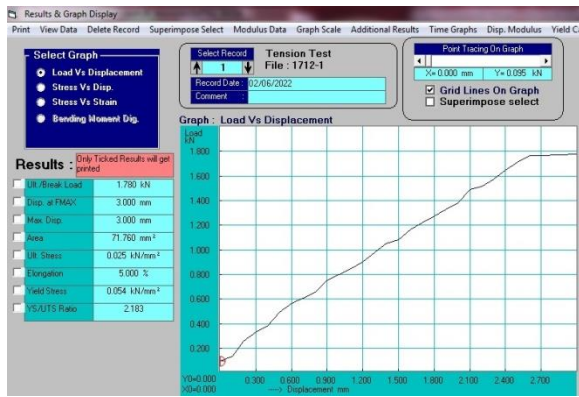 Results & Graph Display
Print View Data Delete Record Superimpose Select Modulus Data Graph Scale Additional Results Time Graphs Disp. Modulus Yield C
Select Graph
Load Vs Displacement
Stress Vs Disp.
Stress Vs Strain
Bending Moment Dig.
Select Record
1
Tension Test
File : 1712-1
Record Date : 02/06/2022
Comment :
Point Tracing On Graph
X= 0.000 mm Y= 0.095 kN
Grid Lines On Graph
Superimpose select
Results : Only Ticked Results will get printed
Ult./Break Load 1.780 kN
Disp. at FMAX 3.000 mm
Max. Disp. 3.000 mm
Area 71.760 mm²
Ult. Stress 0.025 kN/mm²
Elongation 5.000 %
Yield Stress 0.054 kN/mm²
YS/UTS Ratio 2.183
Graph : Load Vs Displacement
Load
kN
1.800
1.600
1.400
1.200
1.000
0.800
0.600
0.400
0.200
Y0=0.000
X0=0.000
0.300 0.600 0.900 1.200 1.500 1.800 2.100 2.400 2.700
---> Displacement mm